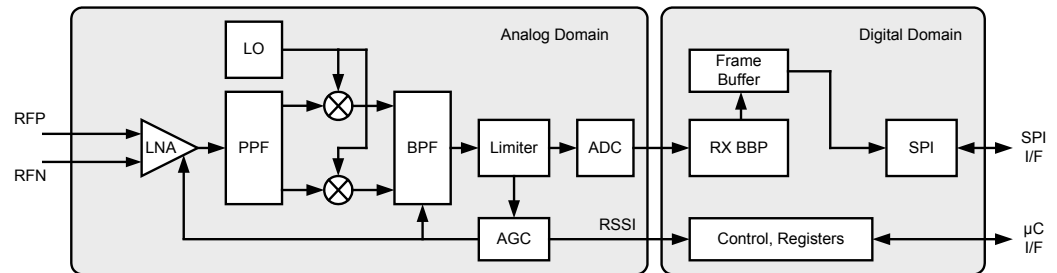 Analog Domain
Digital Domain
LO
Frame
Buffer
RFP
RFN
LNA
PPF
BPF
Limiter
ADC
RX BBP
SPI
SPI
I/F
AGC
RSSI
Control, Registers
µC
I/F